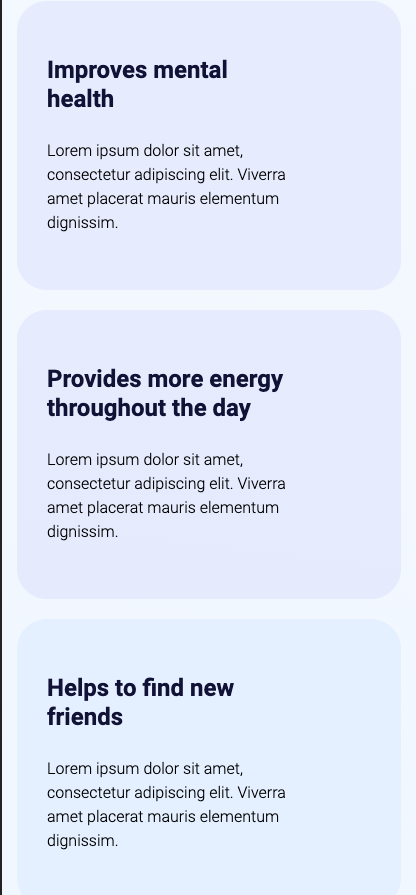 Improves mental
health
Lorem ipsum dolor sit amet,
consectetur adipiscing elit. Viverra
amet placerat mauris elementum
dignissim.
Provides more energy
throughout the day
Lorem ipsum dolor sit amet,
consectetur adipiscing elit. Viverra
amet placerat mauris elementum
dignissim.
Helps to find new
friends
Lorem ipsum dolor sit amet,
consectetur adipiscing elit. Viverra
amet placerat mauris elementum
dignissim.